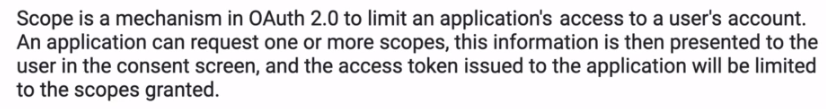 Scope is a mechanism in OAuth 2.0 to limit an application's access to a user's account.
An application can request one or more scopes, this information is then presented to the
user in the consent screen, and the access token issued to the application will be limited
to the scopes granted.